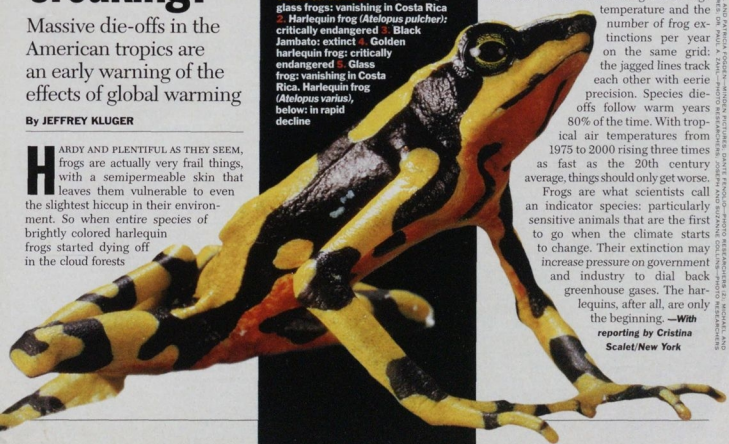 Massive die-offs in the
American tropics are
an early warning of the
effects of global warming
By JEFFREY KLUGER
HARDY AND PLENTIFUL AS THEY SEEM,
frogs are actually very frail things,
with a semipermeable skin that
leaves them vulnerable to even
the slightest hiccup in their environ-
ment. So when entire species of
brightly colored harlequin
frogs started dying off
in the cloud forests
glass frogs: vanishing in Costa Rica
2. Harlequin frog (Atelopus pulcher):
critically endangered 3. Black
Jambato: extinct 4. Golden
harlequin frog: critically
endangered 5. Glass
frog: vanishing in Costa
Rica. Harlequin frog
(Atelopus varius),
below: in rapid
decline
temperature and the
number of frog ex-
tinctions per year
on the same grid:
the jagged lines track
each other with eerie
precision. Species die-
offs follow warm years
80% of the time. With trop-
ical air temperatures from
1975 to 2000 rising three times
as fast as the 20th century
average, things should only get worse.
Frogs are what scientists call
an indicator species: particularly
sensitive animals that are the first
to go when the climate starts
to change. Their extinction may
increase pressure on government
and industry to dial back
greenhouse gases. The har-
lequins, after all, are only
the beginning. —With
reporting by Cristina
Scalet/New York